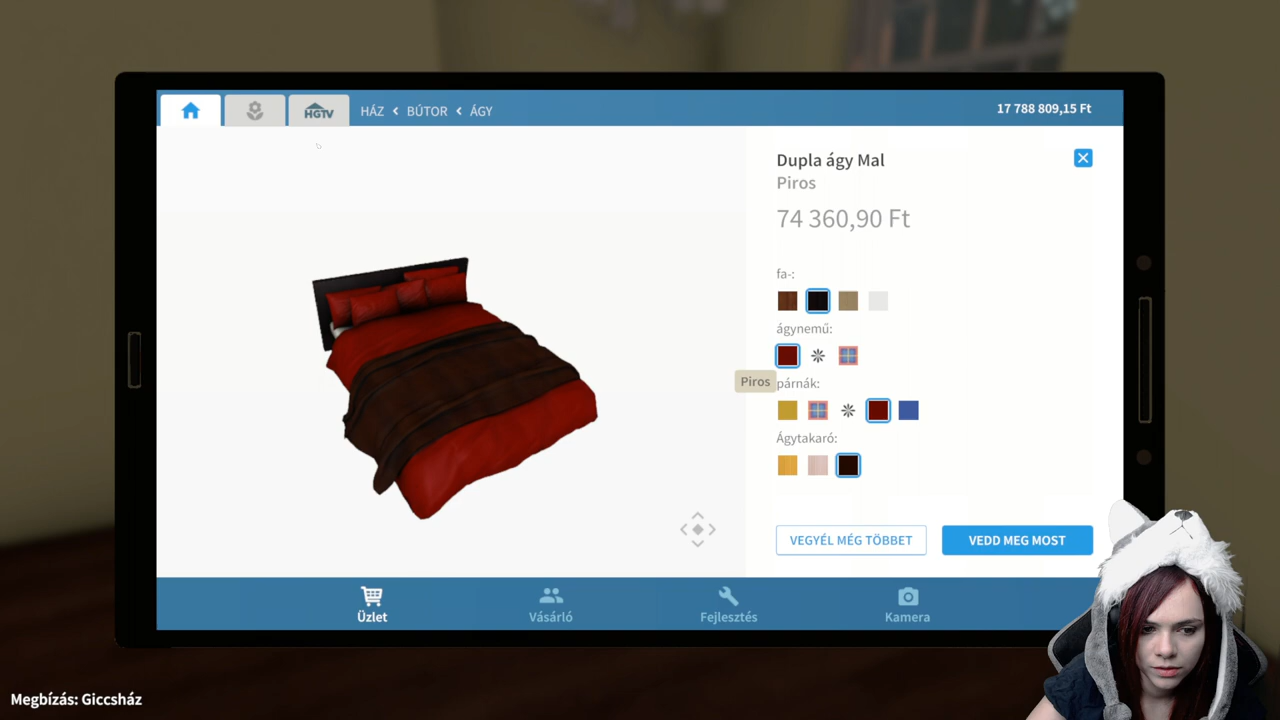 HGTV
HÁZ < BÚTOR < ÁGY
17 788 809,15 Ft
Dupla ágy Mal
Piros
74 360,90 Ft
fa-:
ágynemű:
Piros
párnák:
Ágytakaró:
VEGYÉL MÉG TÖBBET
VEDD MEG MOST
Üzlet
Vásárló
Fejlesztés
Kamera
Megbízás: Giccsház